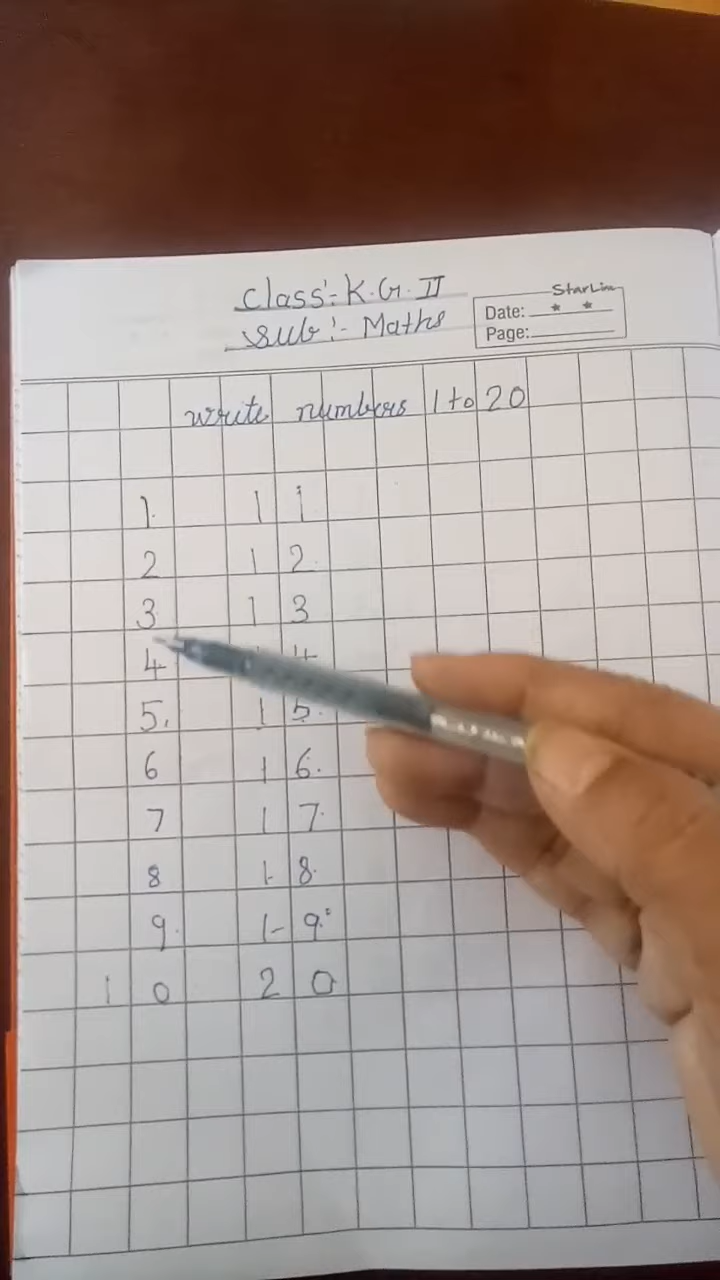 Class:- K.G. II
Sub:- Maths
StarLine
Date:
Page:
write numbers 1 to 20
1. 11
2 12
3 13
4 14
5. 15.
6 16.
7 17.
8 18.
9. 19.
10 20